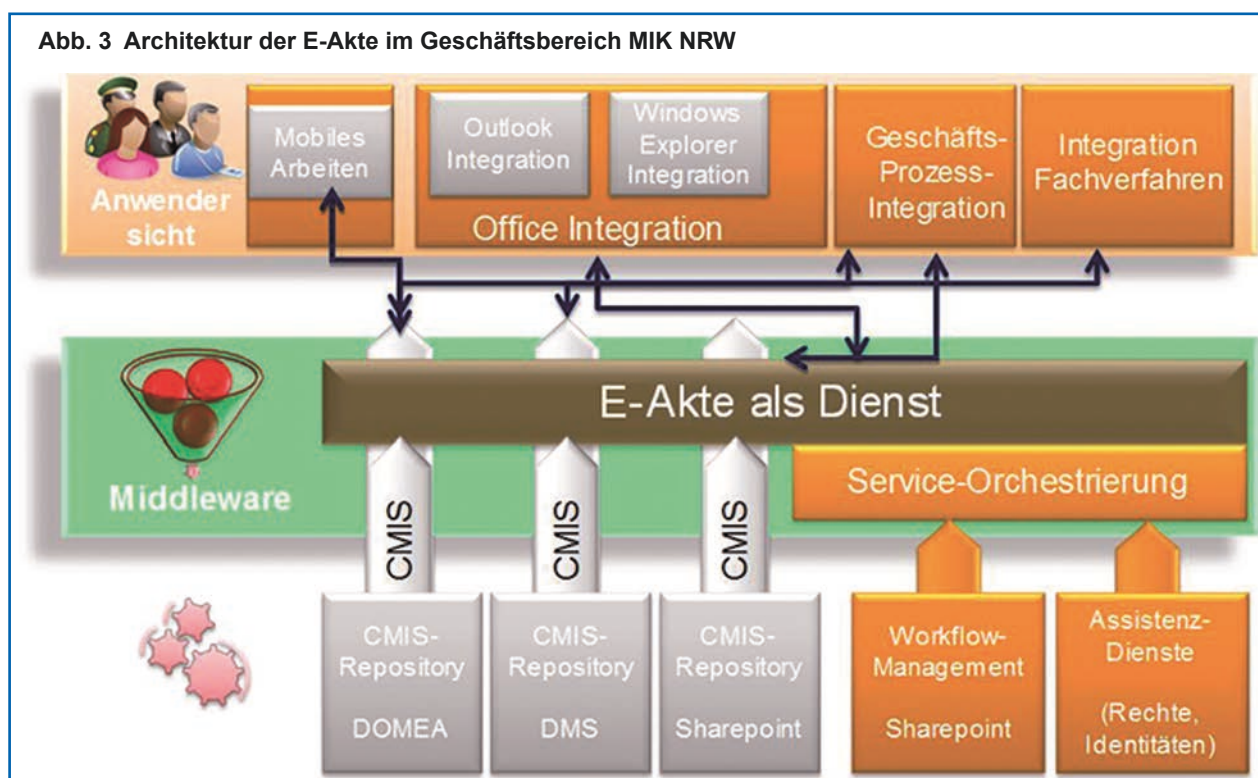 Abb. 3 Architektur der E-Akte im Geschäftsbereich MIK NRW
Anwender
sicht
Mobiles
Arbeiten
Outlook
Integration
Windows
Explorer
Integration
Office Integration
Geschäfts-
Prozess-
Integration
Integration
Fachverfahren
Middleware
E-Akte als Dienst
Service-Orchestrierung
CMIS
CMIS
CMIS
CMIS-
Repository
DOMEA
CMIS-
Repository
DMS
CMIS-
Repository
Sharepoint
Workflow-
Management
Sharepoint
Assistenz-
Dienste
(Rechte,
Identitäten)